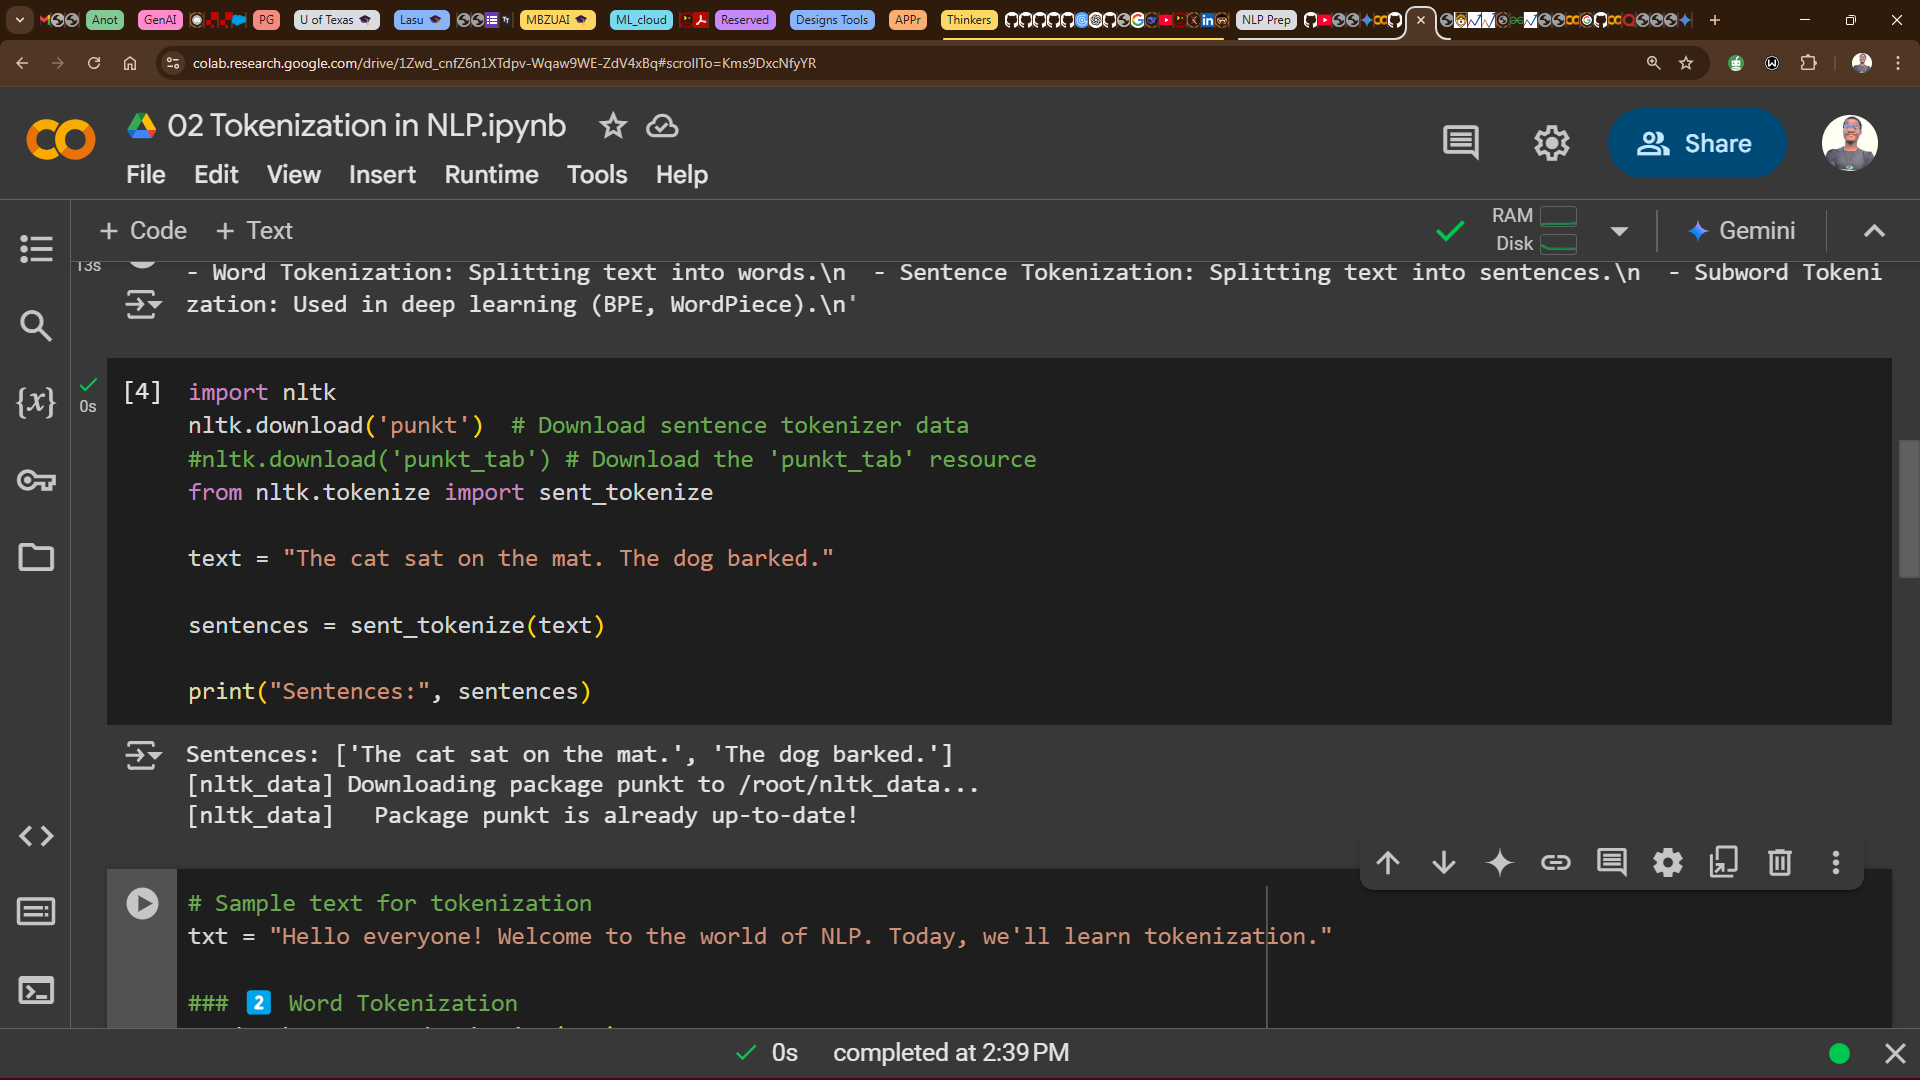 Anot GenAI PG U of Texas 🎓 Lasu 🎓 MBZUAI 🎓 ML_cloud Reserved Designs Tools APPr Thinkers NLP Prep
colab.research.google.com/drive/1Zwd_cnfZ6n1XTdpv-Wqaw9WE-ZdV4xBq#scrollTo=Kms9DxcNfyYR
02 Tokenization in NLP.ipynb
Share
File Edit View Insert Runtime Tools Help
+ Code + Text
RAM
Disk
Gemini
13s
- Word Tokenization: Splitting text into words.\n  - Sentence Tokenization: Splitting text into sentences.\n  - Subword Tokeni
zation: Used in deep learning (BPE, WordPiece).\n'
[4] import nltk
0s
nltk.download('punkt')  # Download sentence tokenizer data
#nltk.download('punkt_tab') # Download the 'punkt_tab' resource
from nltk.tokenize import sent_tokenize
text = "The cat sat on the mat. The dog barked."
sentences = sent_tokenize(text)
print("Sentences:", sentences)
Sentences: ['The cat sat on the mat.', 'The dog barked.']
[nltk_data] Downloading package punkt to /root/nltk_data...
[nltk_data]   Package punkt is already up-to-date!
# Sample text for tokenization
txt = "Hello everyone! Welcome to the world of NLP. Today, we'll learn tokenization."
### 2️⃣ Word Tokenization
0s completed at 2:39 PM